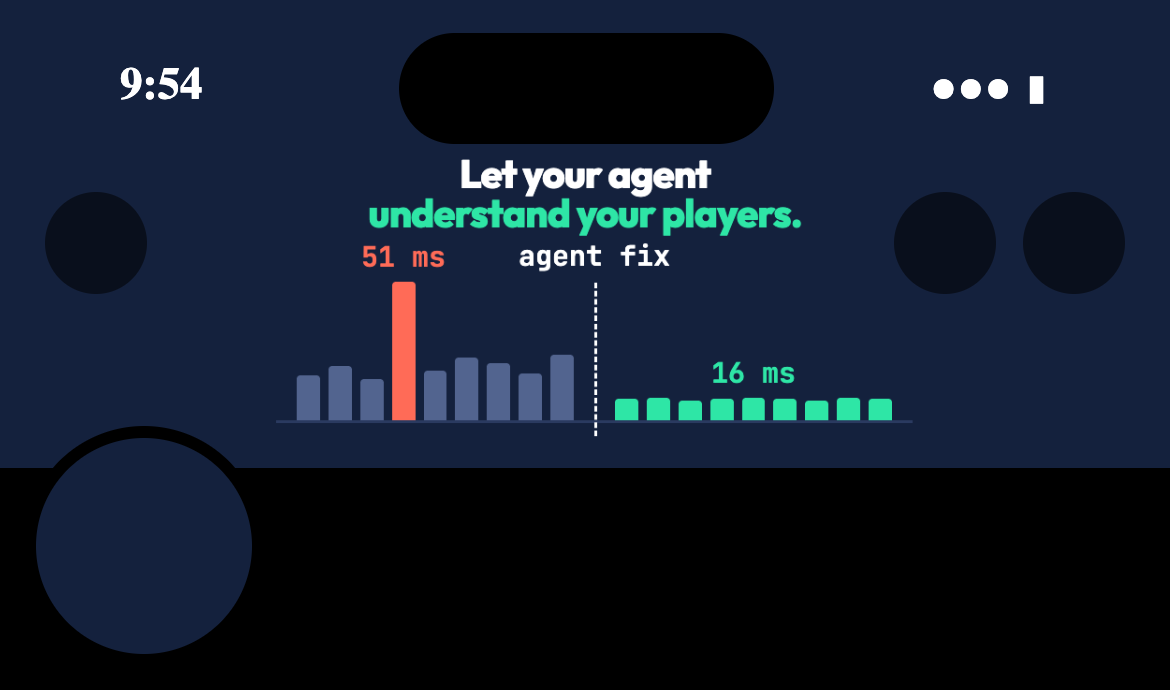 9:54
Let your agent
understand your players.
51 ms
agent fix
16 ms